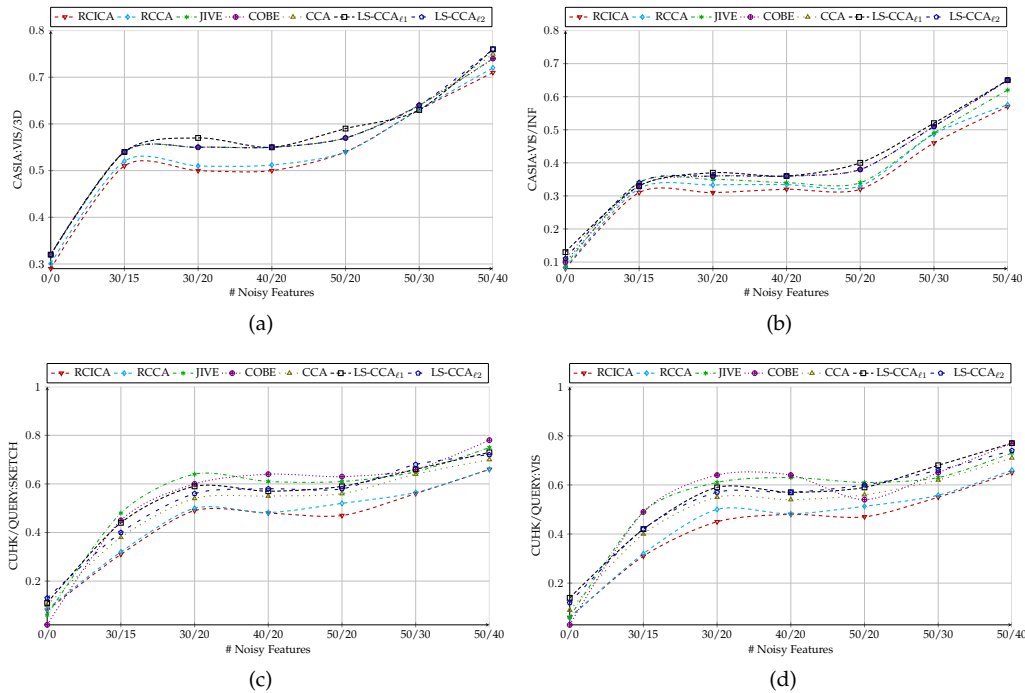 RCICA RCCA JIVE COBE CCA LS-CCAℓ1 LS-CCAℓ2
0.8
0.7
0.6
0.5
0.4
0.3
CASIA:VIS/3D
0/0 30/15 30/20 40/20 50/20 50/30 50/40
# Noisy Features
(a)
RCICA RCCA JIVE COBE CCA LS-CCAℓ1 LS-CCAℓ2
0.8
0.7
0.6
0.5
0.4
0.3
0.2
0.1
CASIA:VIS/INF
0/0 30/15 30/20 40/20 50/20 50/30 50/40
# Noisy Features
(b)
RCICA RCCA JIVE COBE CCA LS-CCAℓ1 LS-CCAℓ2
1
0.8
0.6
0.4
0.2
CUHK/QUERY:SKETCH
0/0 30/15 30/20 40/20 50/20 50/30 50/40
# Noisy Features
(c)
RCICA RCCA JIVE COBE CCA LS-CCAℓ1 LS-CCAℓ2
1
0.8
0.6
0.4
0.2
CUHK/QUERY:VIS
0/0 30/15 30/20 40/20 50/20 50/30 50/40
# Noisy Features
(d)